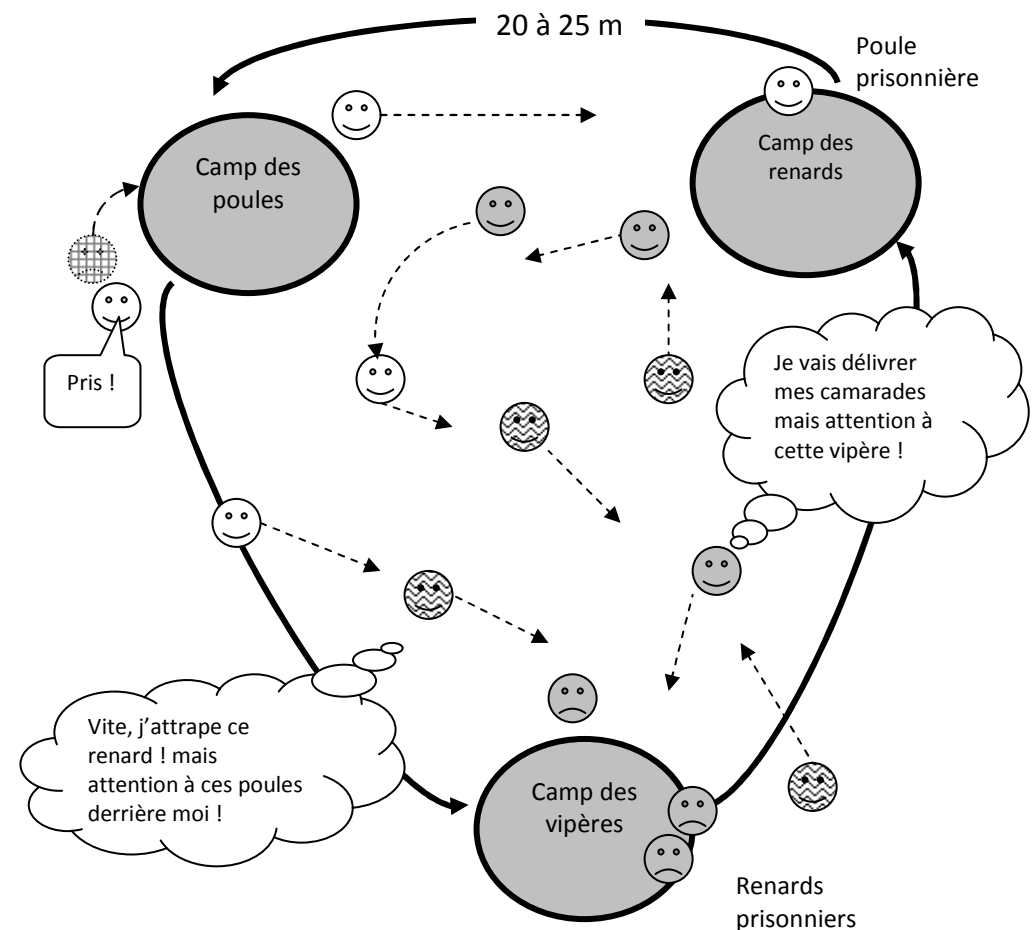 20 à 25 m
Poule
prisonnière
Camp des
poules
Camp des
renards
Pris !
Je vais délivrer
mes camarades
mais attention à
cette vipère !
Vite, j’attrape ce
renard ! mais
attention à ces poules
derrière moi !
Camp des
vipères
Renards
prisonniers